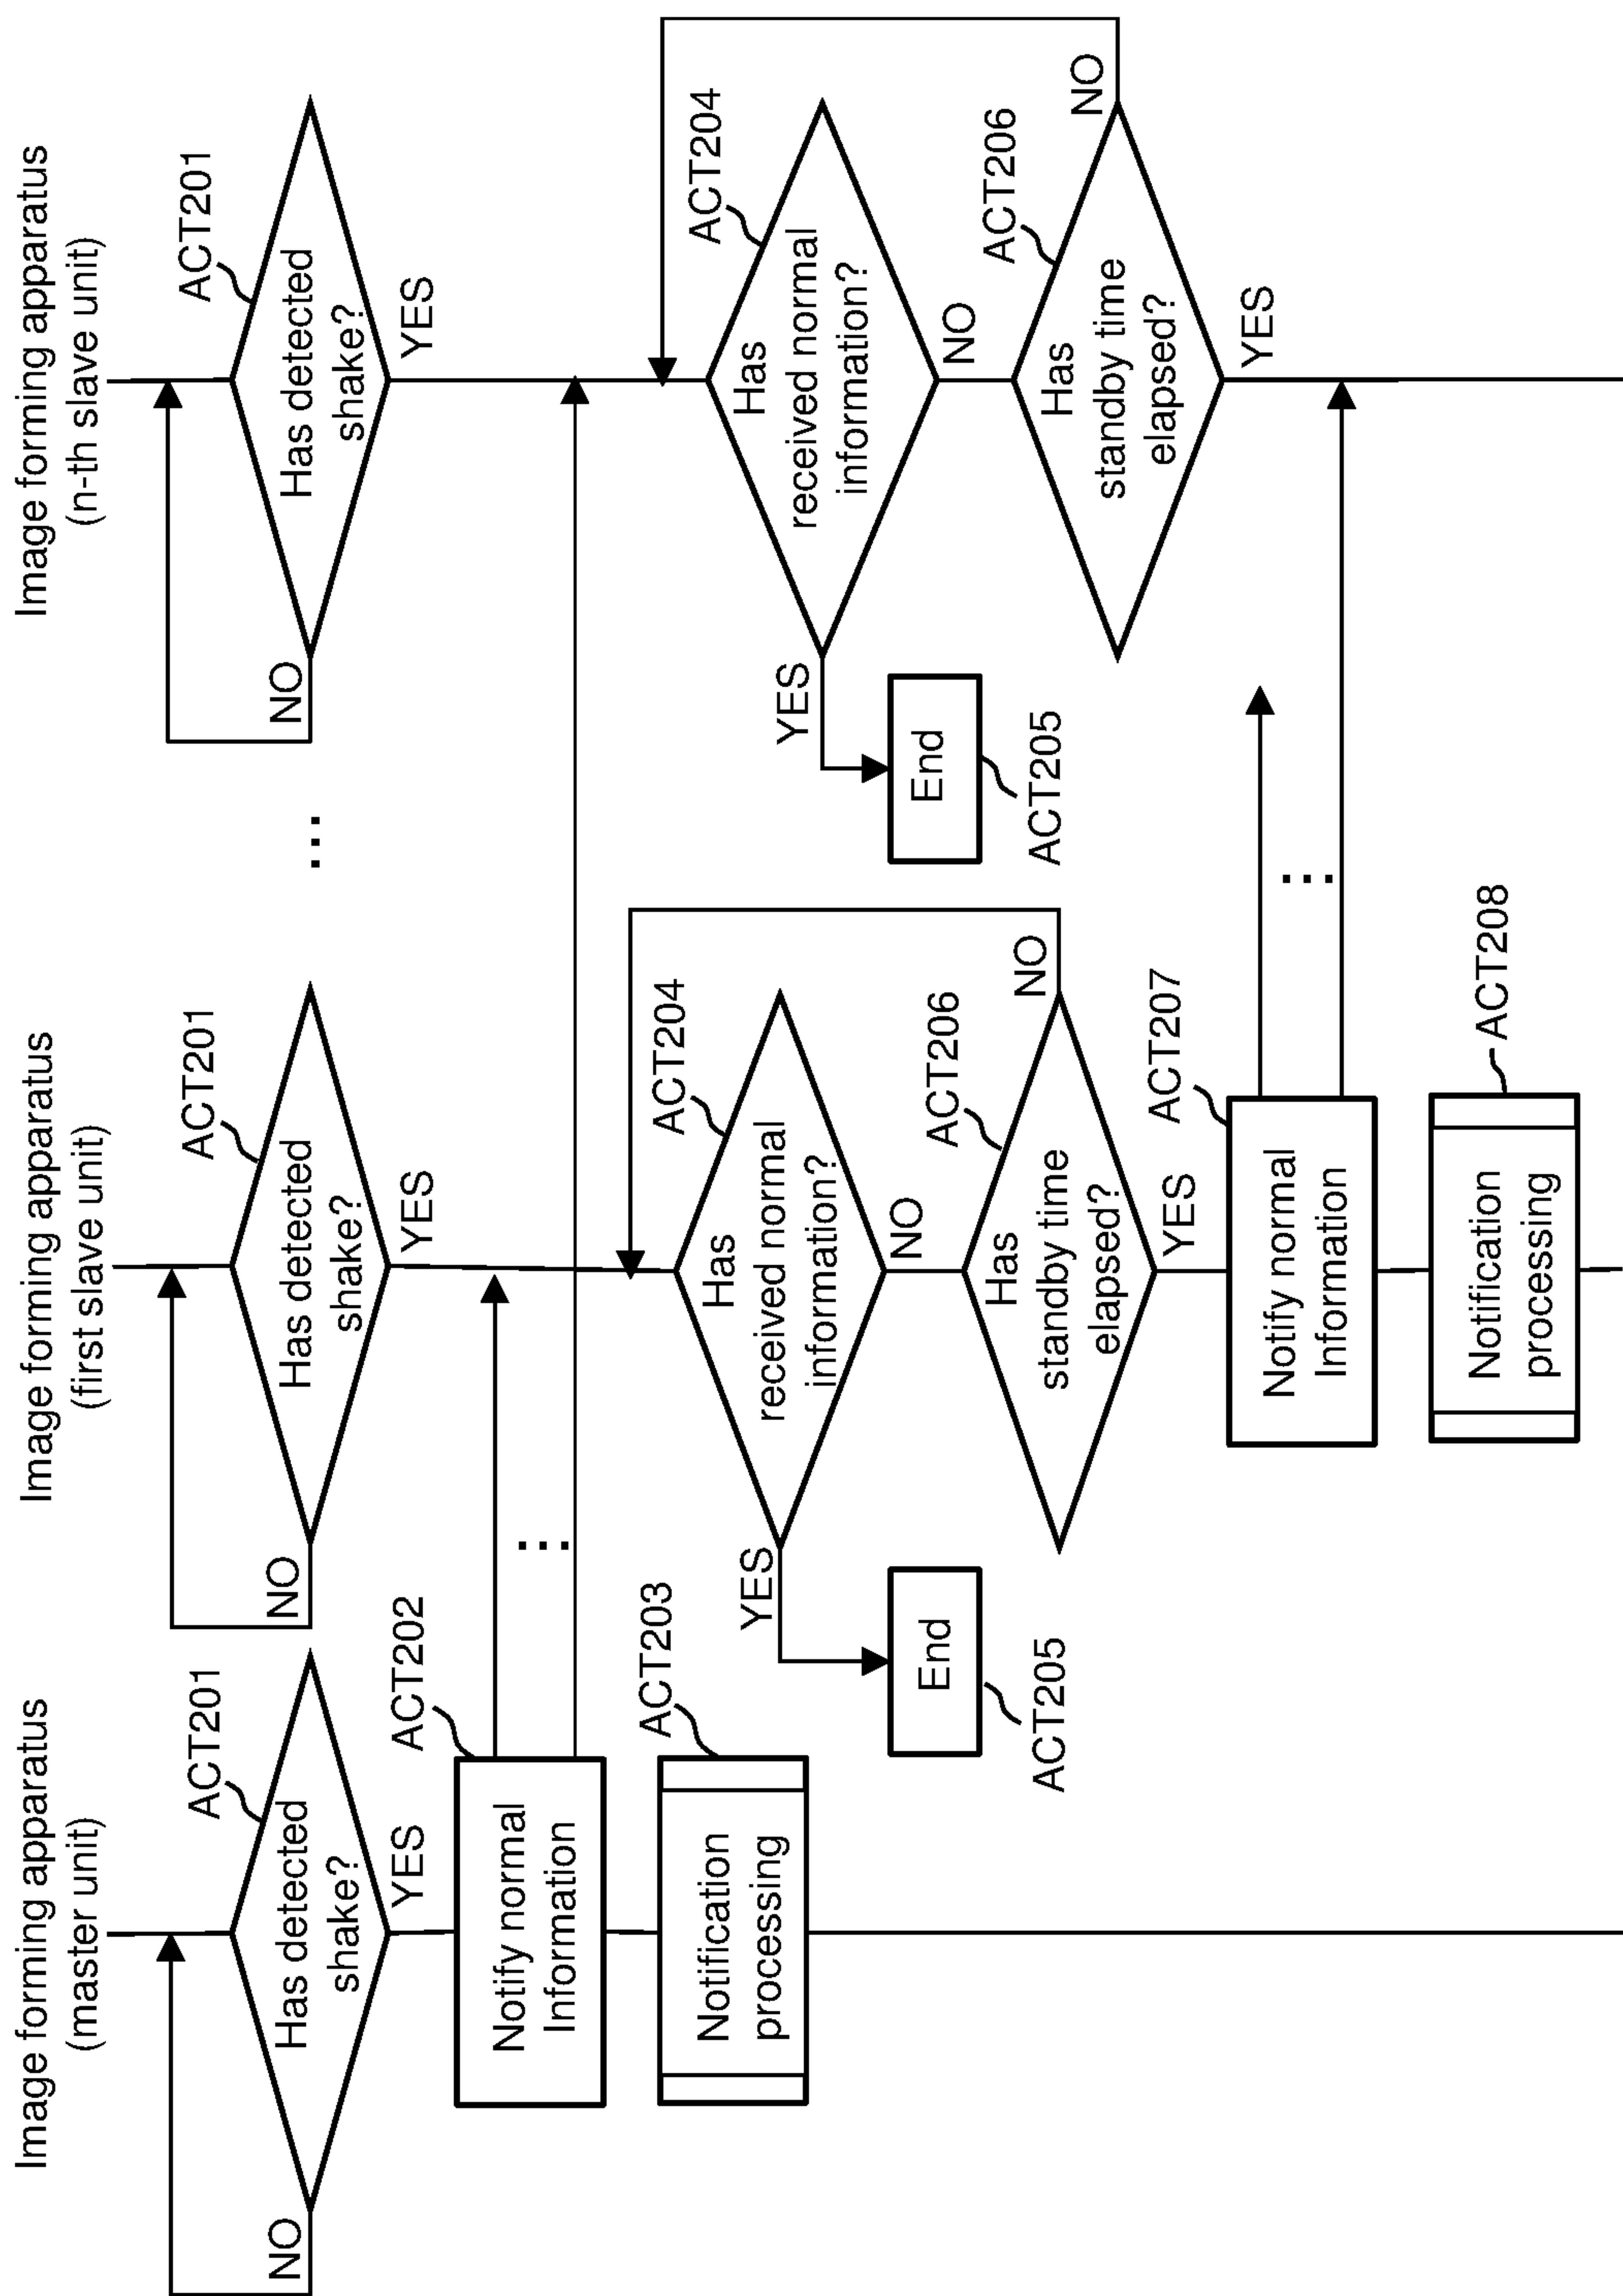 Image forming apparatus
(master unit)
NO
Has detected
shake?
ACT201
YES
ACT202
Notify normal
Information
...
ACT203
Notification
processing
Image forming apparatus
(first slave unit)
NO
Has detected
shake?
ACT201
YES
ACT204
Has
received normal
information?
YES
End
ACT205
NO
ACT206
Has
standby time
elapsed?
NO
YES
ACT207
Notify normal
Information
...
ACT208
Notification
processing
...
Image forming apparatus
(n-th slave unit)
NO
Has detected
shake?
ACT201
YES
ACT204
Has
received normal
information?
YES
End
ACT205
NO
ACT206
Has
standby time
elapsed?
NO
YES